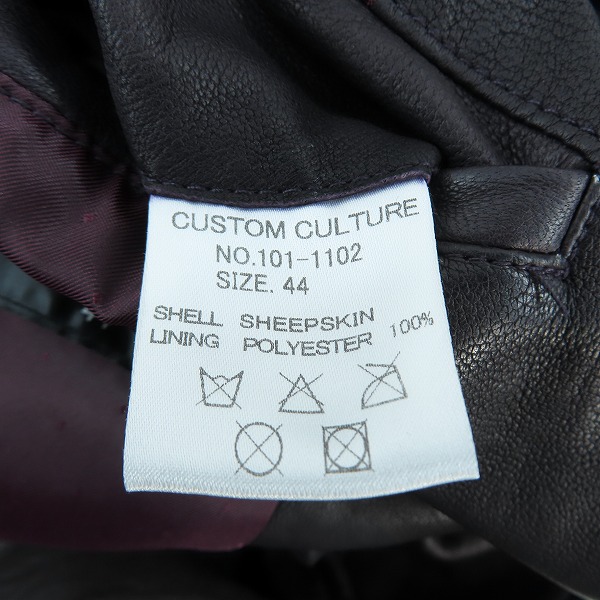 CUSTOM CULTURE
NO.101-1102
SIZE. 44
SHELL SHEEPSKIN 100%
LINING POLYESTER